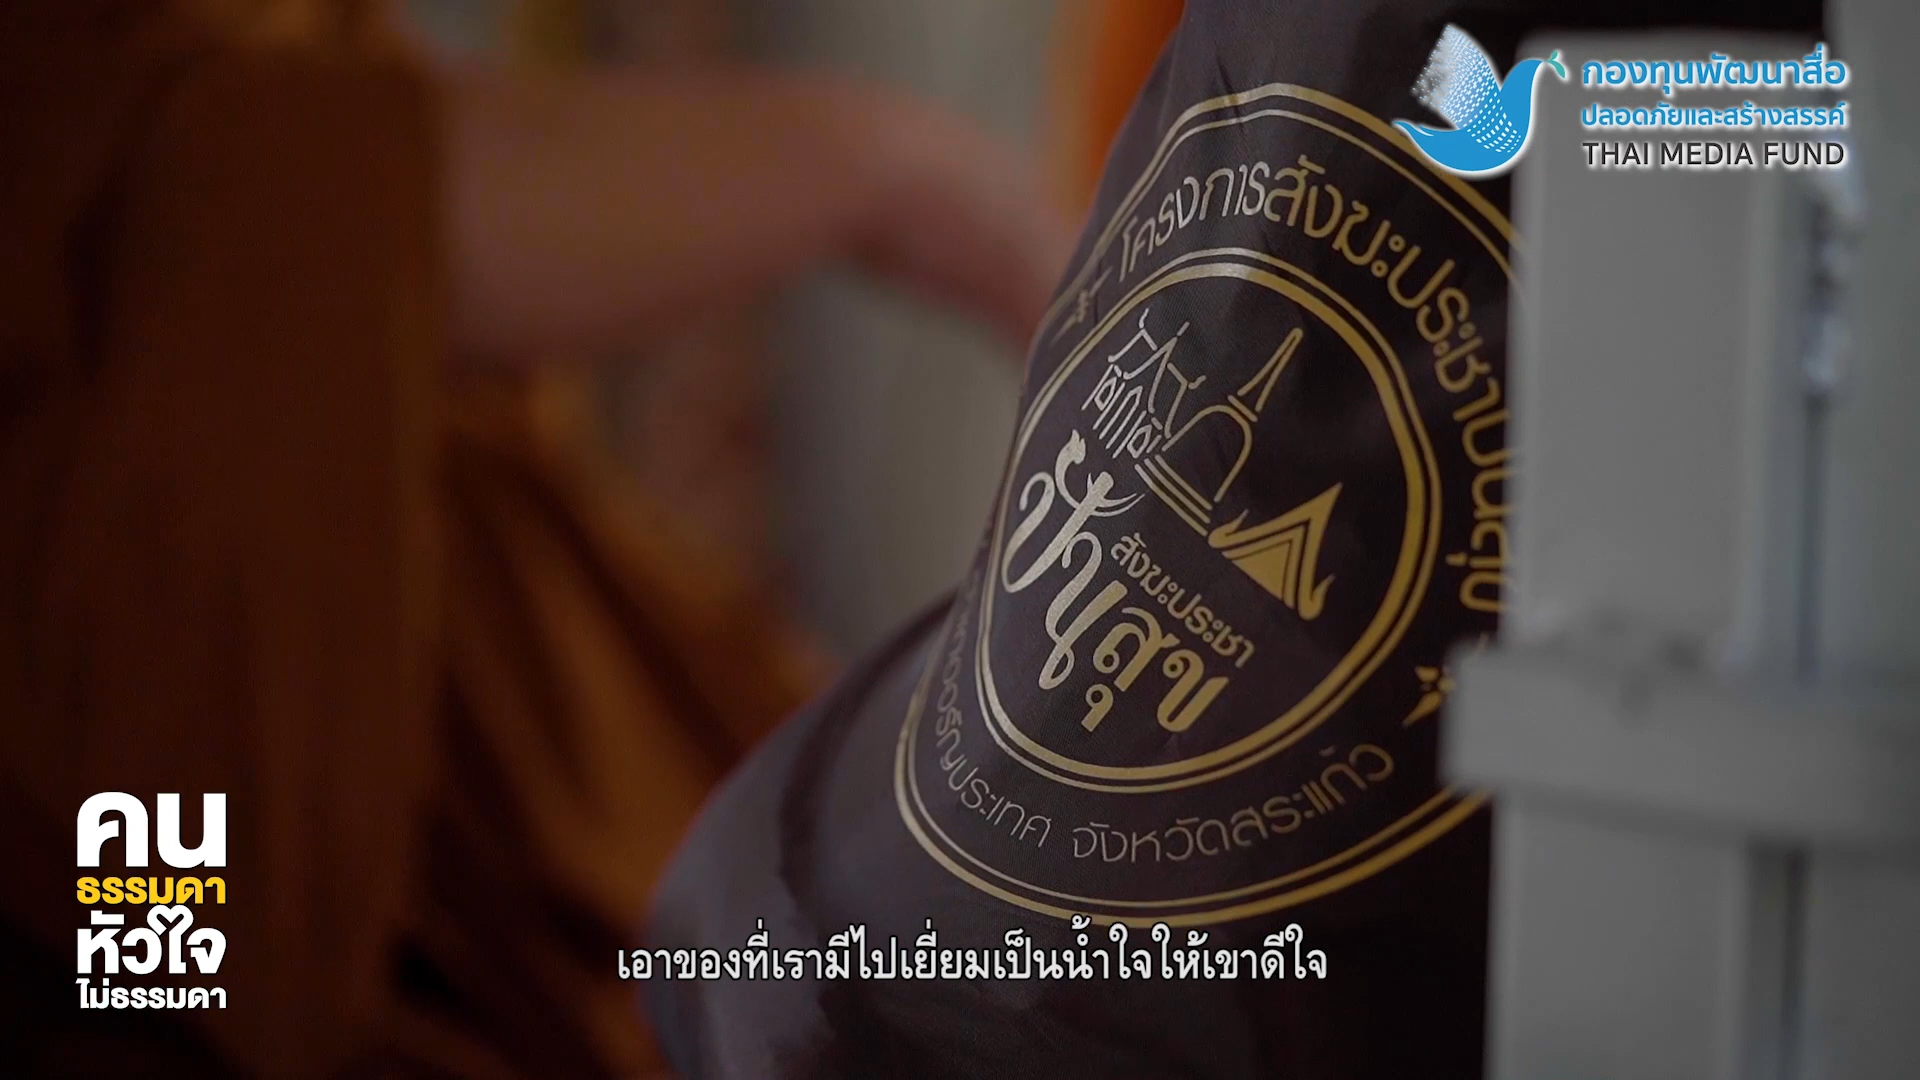 กองทุนพัฒนาสื่อ
ปลอดภัยและสร้างสรรค์
THAI MEDIA FUND
โครงการสังฆะประชาปันสุข
สังฆะประชา
ปันสุข
อรัญประเทศ จังหวัดสระแก้ว
คน
ธรรมดา
หัวใจ
ไม่ธรรมดา
เอาของที่เรามีไปเยี่ยมเป็นน้ำใจให้เขาดีใจ